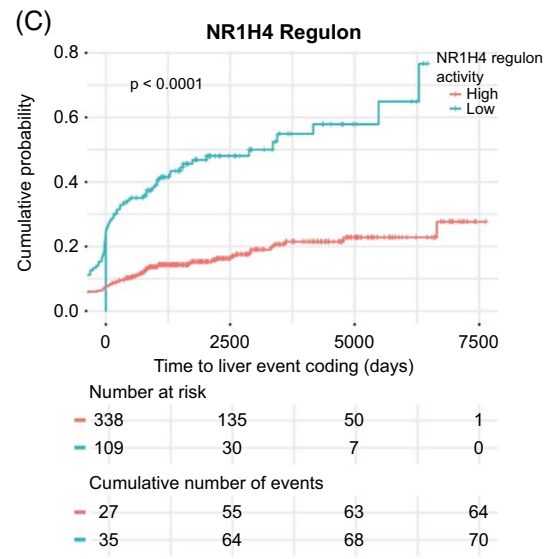 (C)
NR1H4 Regulon
NR1H4 regulon
activity
High
Low
p < 0.0001
Cumulative probability
0.8
0.6
0.4
0.2
0.0
0 2500 5000 7500
Time to liver event coding (days)
Number at risk
338 135 50 1
109 30 7 0
Cumulative number of events
27 55 63 64
35 64 68 70